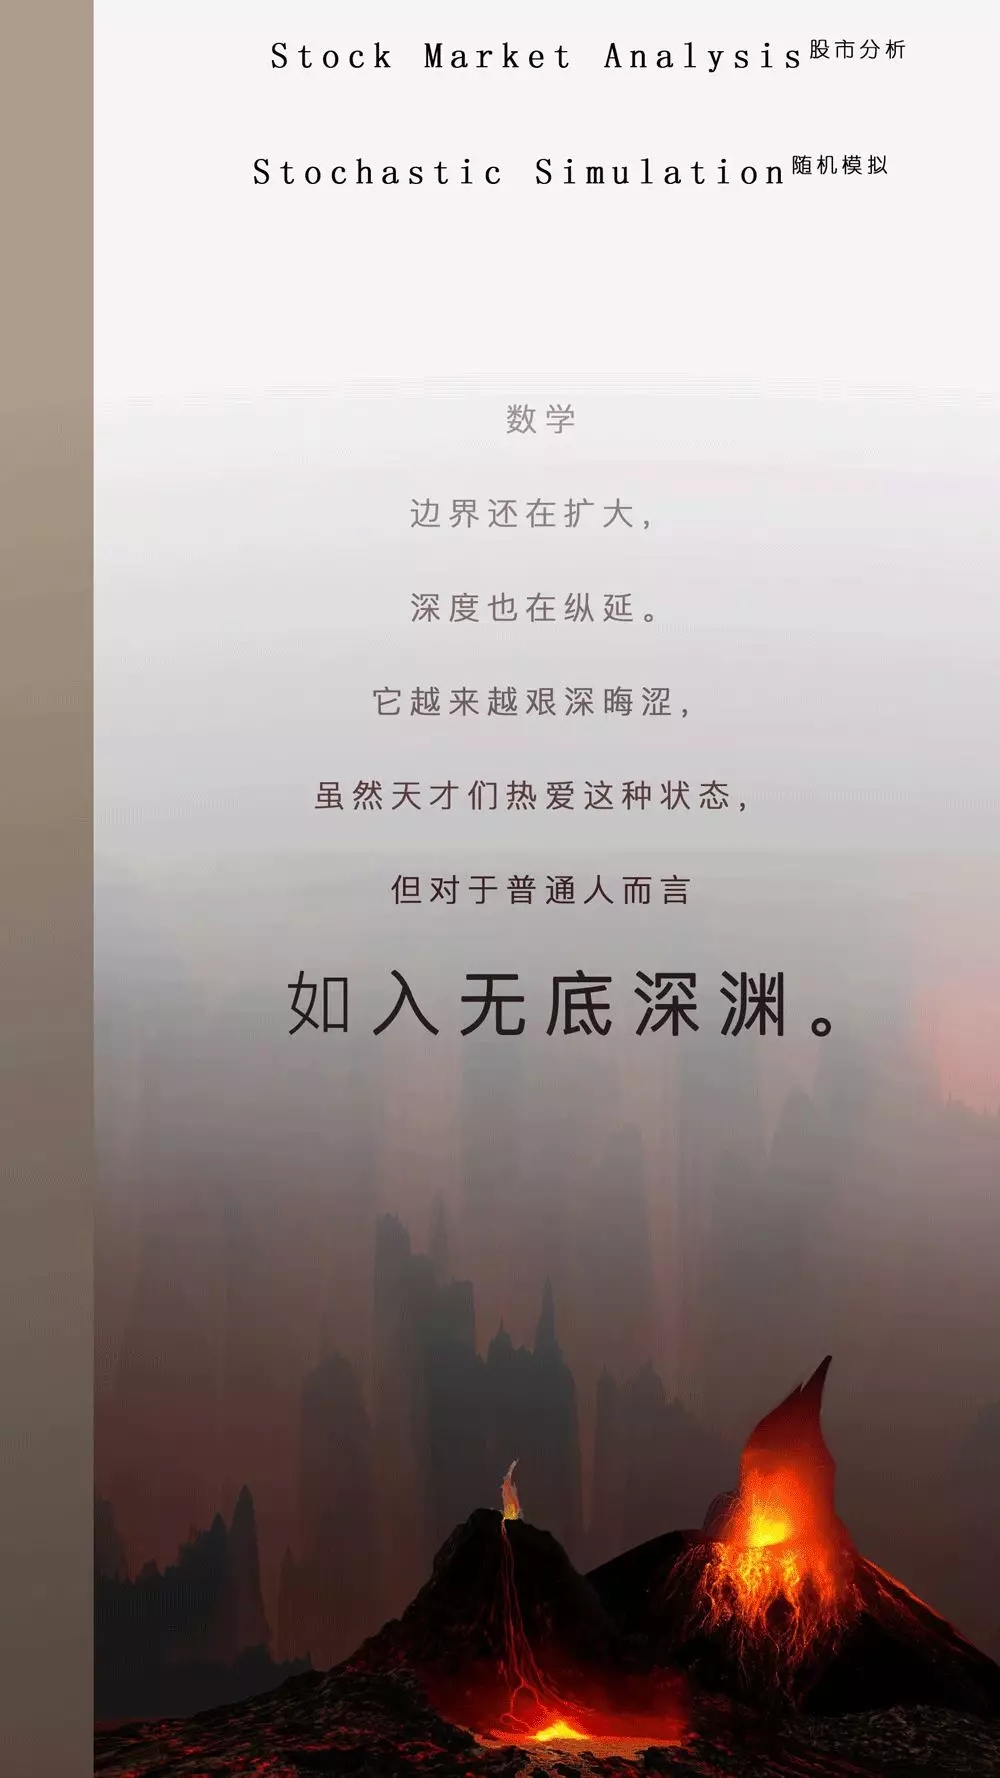 Stock Market Analysis股市分析
Stochastic Simulation随机模拟
数学
边界还在扩大,
深度也在纵延。
它越来越艰深晦涩,
虽然天才们热爱这种状态,
但对于普通人而言
如入无底深渊。